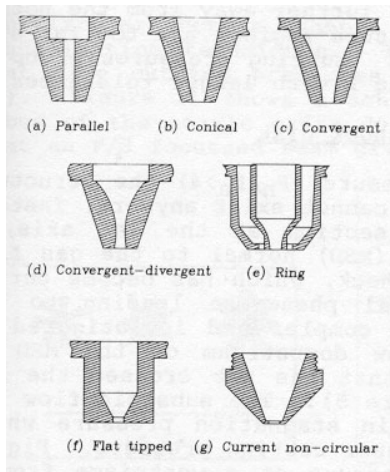 (a) Parallel (b) Conical (c) Convergent
(d) Convergent-divergent (e) Ring
(f) Flat tipped (g) Current non-circular